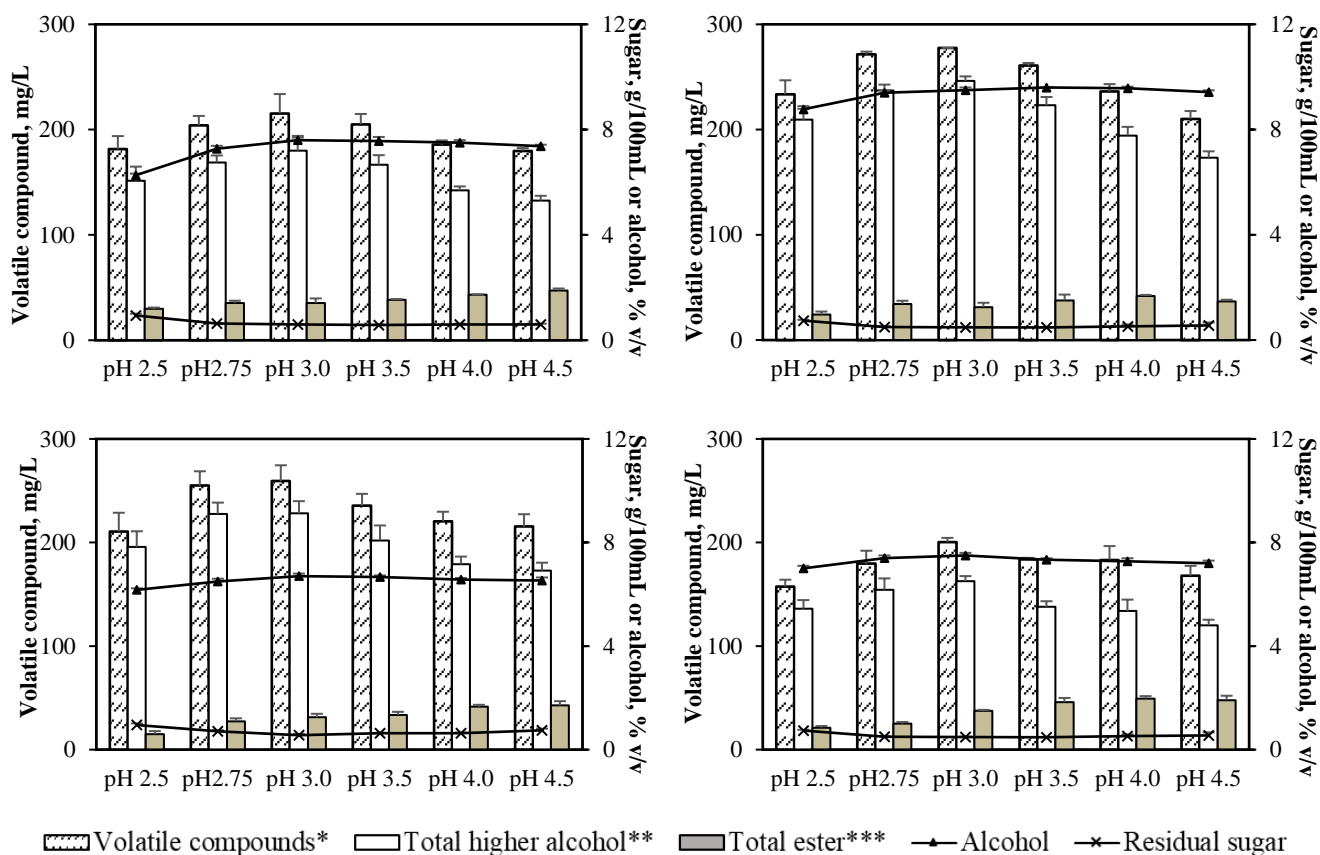 Volatile compound, mg/L
300
200
100
0
12
8
4
0
Sugar, g/100mL or alcohol, % v/v
pH 2.5 pH2.75 pH 3.0 pH 3.5 pH 4.0 pH 4.5
Volatile compound, mg/L
300
200
100
0
12
8
4
0
Sugar, g/100mL or alcohol, % v/v
pH 2.5 pH2.75 pH 3.0 pH 3.5 pH 4.0 pH 4.5
Volatile compound, mg/L
300
200
100
0
12
8
4
0
Sugar, g/100mL or alcohol, % v/v
pH 2.5 pH2.75 pH 3.0 pH 3.5 pH 4.0 pH 4.5
Volatile compound, mg/L
300
200
100
0
12
8
4
0
Sugar, g/100mL or alcohol, % v/v
pH 2.5 pH2.75 pH 3.0 pH 3.5 pH 4.0 pH 4.5
Volatile compounds* Total higher alcohol** Total ester*** Alcohol Residual sugar